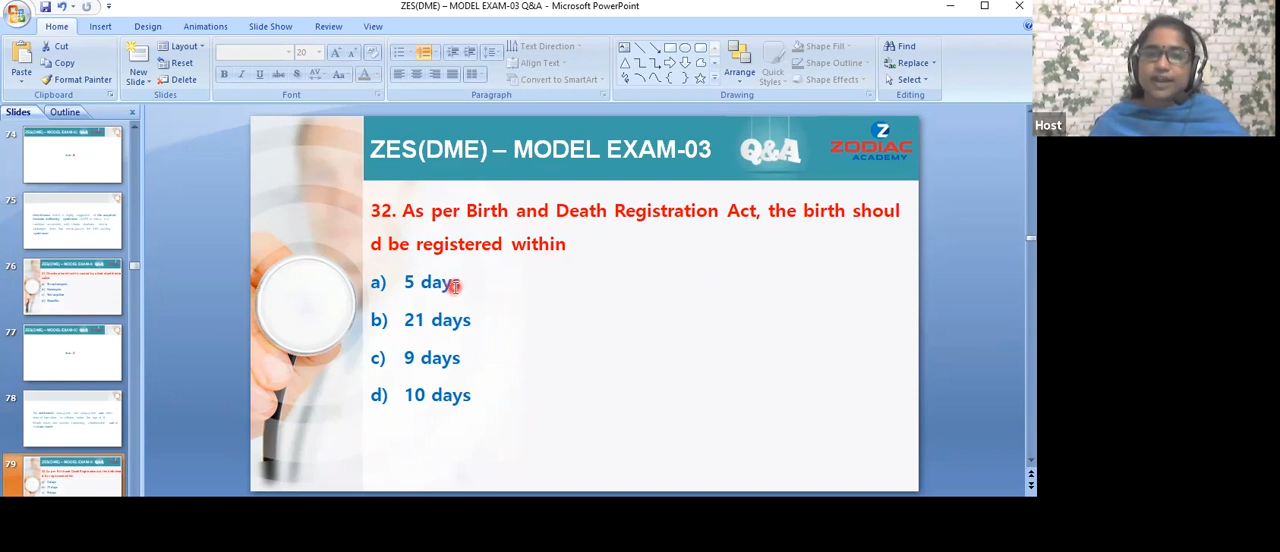 ZES(DME) – MODEL EXAM-03 Q&A - Microsoft PowerPoint
Home Insert Design Animations Slide Show Review View
Cut
Copy
Format Painter
Paste
Clipboard
New Slide
Layout
Reset
Delete
Slides
20
B I U S abc AV Aa A
Font
Text Direction
Align Text
Convert to SmartArt
Paragraph
Arrange
Quick Styles
Shape Fill
Shape Outline
Shape Effects
Drawing
Find
Replace
Select
Editing
Host
Slides Outline
74
75
76
77
78
79
ZES(DME) – MODEL EXAM-03 Q&A
Z
ZODIAC
ACADEMY
32. As per Birth and Death Registration Act, the birth shoul
d be registered within
a) 5 days
b) 21 days
c) 9 days
d) 10 days